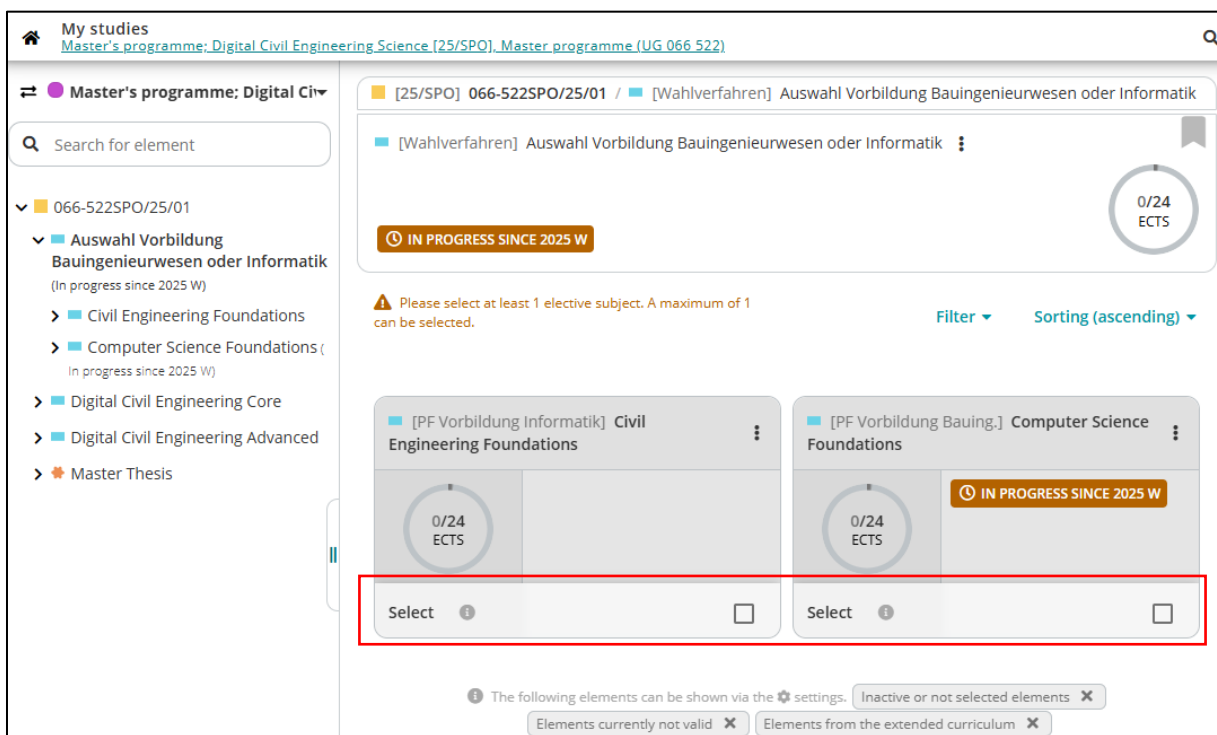 My studies
Master's programme; Digital Civil Engineering Science [25/SPO], Master programme (UG 066 522)
Master's programme; Digital Civ
Search for element
066-522SPO/25/01
Auswahl Vorbildung
Bauingenieurwesen oder Informatik
(In progress since 2025 W)
Civil Engineering Foundations
Computer Science Foundations (
In progress since 2025 W)
Digital Civil Engineering Core
Digital Civil Engineering Advanced
Master Thesis
[25/SPO] 066-522SPO/25/01 / [Wahlverfahren] Auswahl Vorbildung Bauingenieurwesen oder Informatik
[Wahlverfahren] Auswahl Vorbildung Bauingenieurwesen oder Informatik
0/24
ECTS
IN PROGRESS SINCE 2025 W
Please select at least 1 elective subject. A maximum of 1
can be selected.
Filter
Sorting (ascending)
[PF Vorbildung Informatik] Civil
Engineering Foundations
0/24
ECTS
Select
[PF Vorbildung Bauing.] Computer Science
Foundations
IN PROGRESS SINCE 2025 W
0/24
ECTS
Select
The following elements can be shown via the settings. Inactive or not selected elements
Elements currently not valid Elements from the extended curriculum